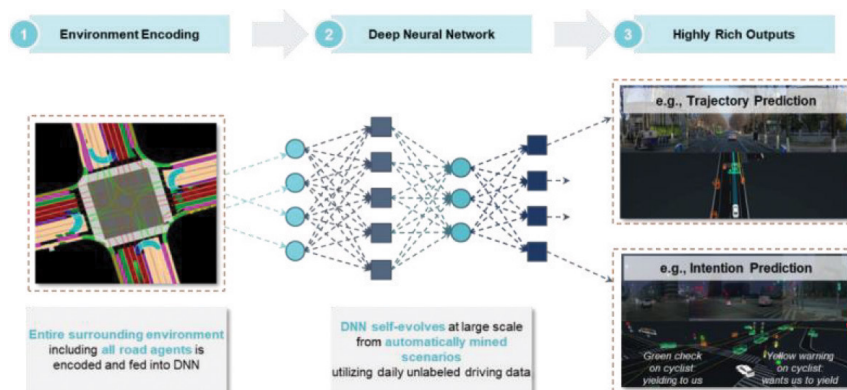 1 Environment Encoding
2 Deep Neural Network
3 Highly Rich Outputs
e.g., Trajectory Prediction
e.g., Intention Prediction
Green check
on cyclist:
yielding to us
Yellow warning
on cyclist:
wants us to yield
Entire surrounding environment
including all road agents is
encoded and fed into DNN
DNN self-evolves at large scale
from automatically mined
scenarios
utilizing daily unlabeled driving data